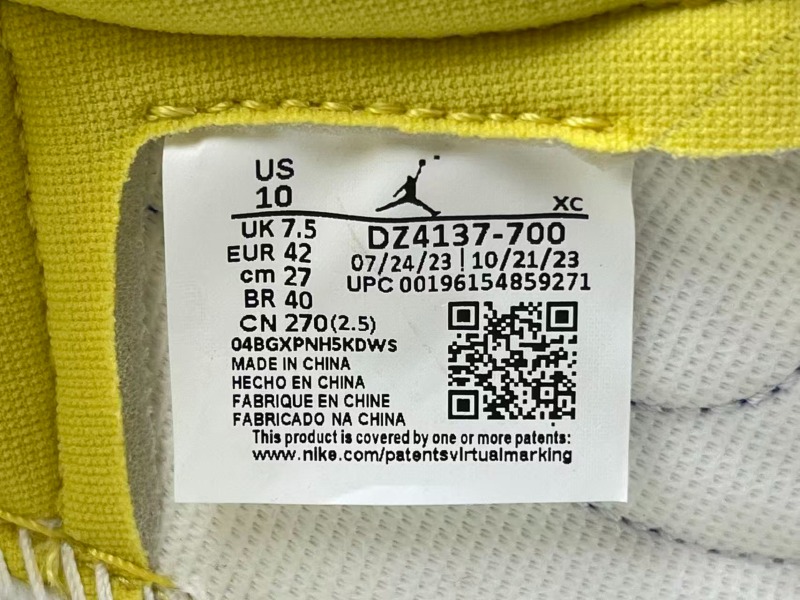 US
10
XC
UK 7.5
EUR 42
cm 27
BR 40
CN 270(2.5)
DZ4137-700
07/24/23 | 10/21/23
UPC 00196154859271
04BGXPNH5KDWS
MADE IN CHINA
HECHO EN CHINA
FABRIQUE EN CHINE
FABRICADO NA CHINA
This product is covered by one or more patents:
www.nike.com/patentsvirtualmarking